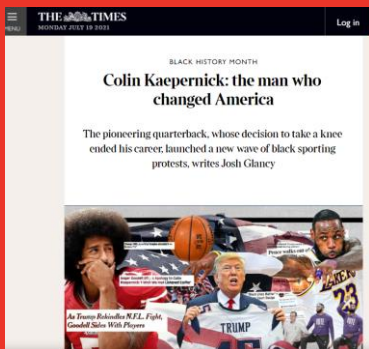 THE TIMES
MENU
MONDAY JULY 19 2021
Log in
BLACK HISTORY MONTH
Colin Kaepernick: the man who
changed America
The pioneering quarterback, whose decision to take a knee
ended his career, launched a new wave of black sporting
protests, writes Josh Glancy
As Trump Rekindles N.F.L. Fight,
Goodell Sides With Players
TRUMP
LAKERS
23